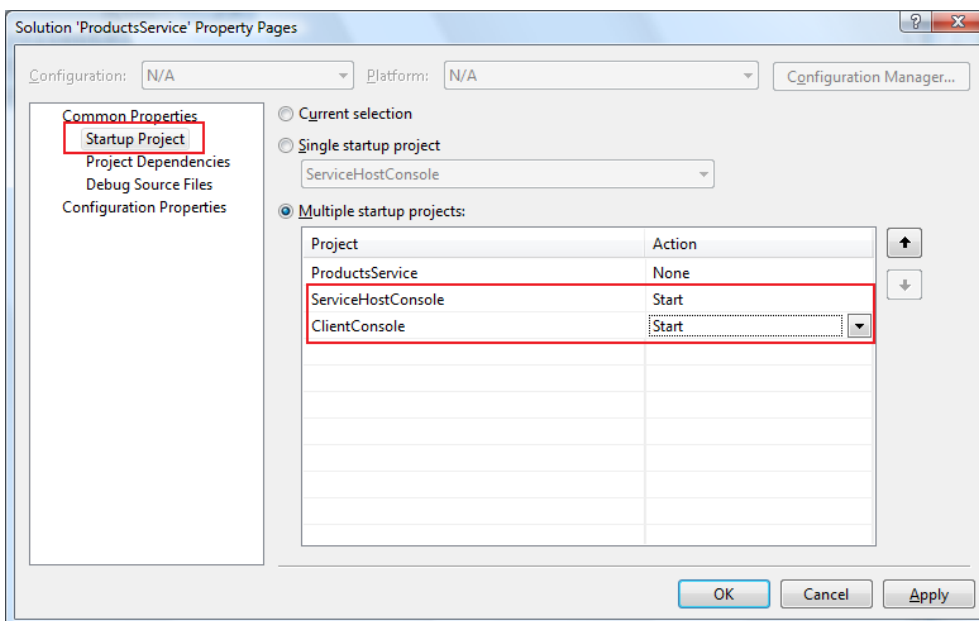 Solution 'ProductsService' Property Pages
Configuration: N/A Platform: N/A Configuration Manager...
Common Properties
Startup Project
Project Dependencies
Debug Source Files
Configuration Properties
Current selection
Single startup project
ServiceHostConsole
Multiple startup projects:
Project Action
ProductsService None
ServiceHostConsole Start
ClientConsole Start
OK Cancel Apply